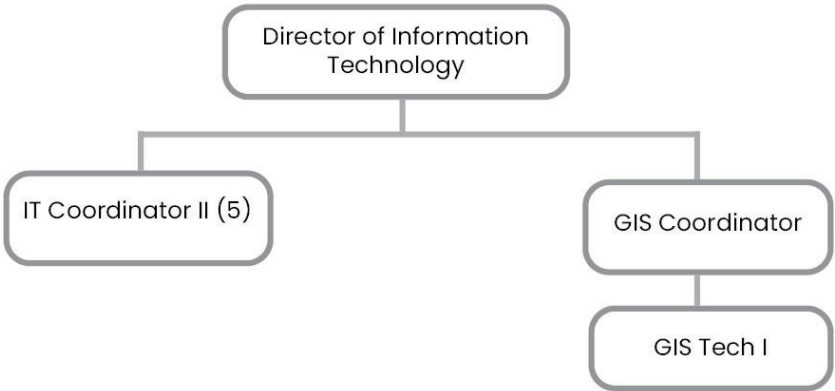 Director of Information
Technology
IT Coordinator II (5)
GIS Coordinator
GIS Tech I